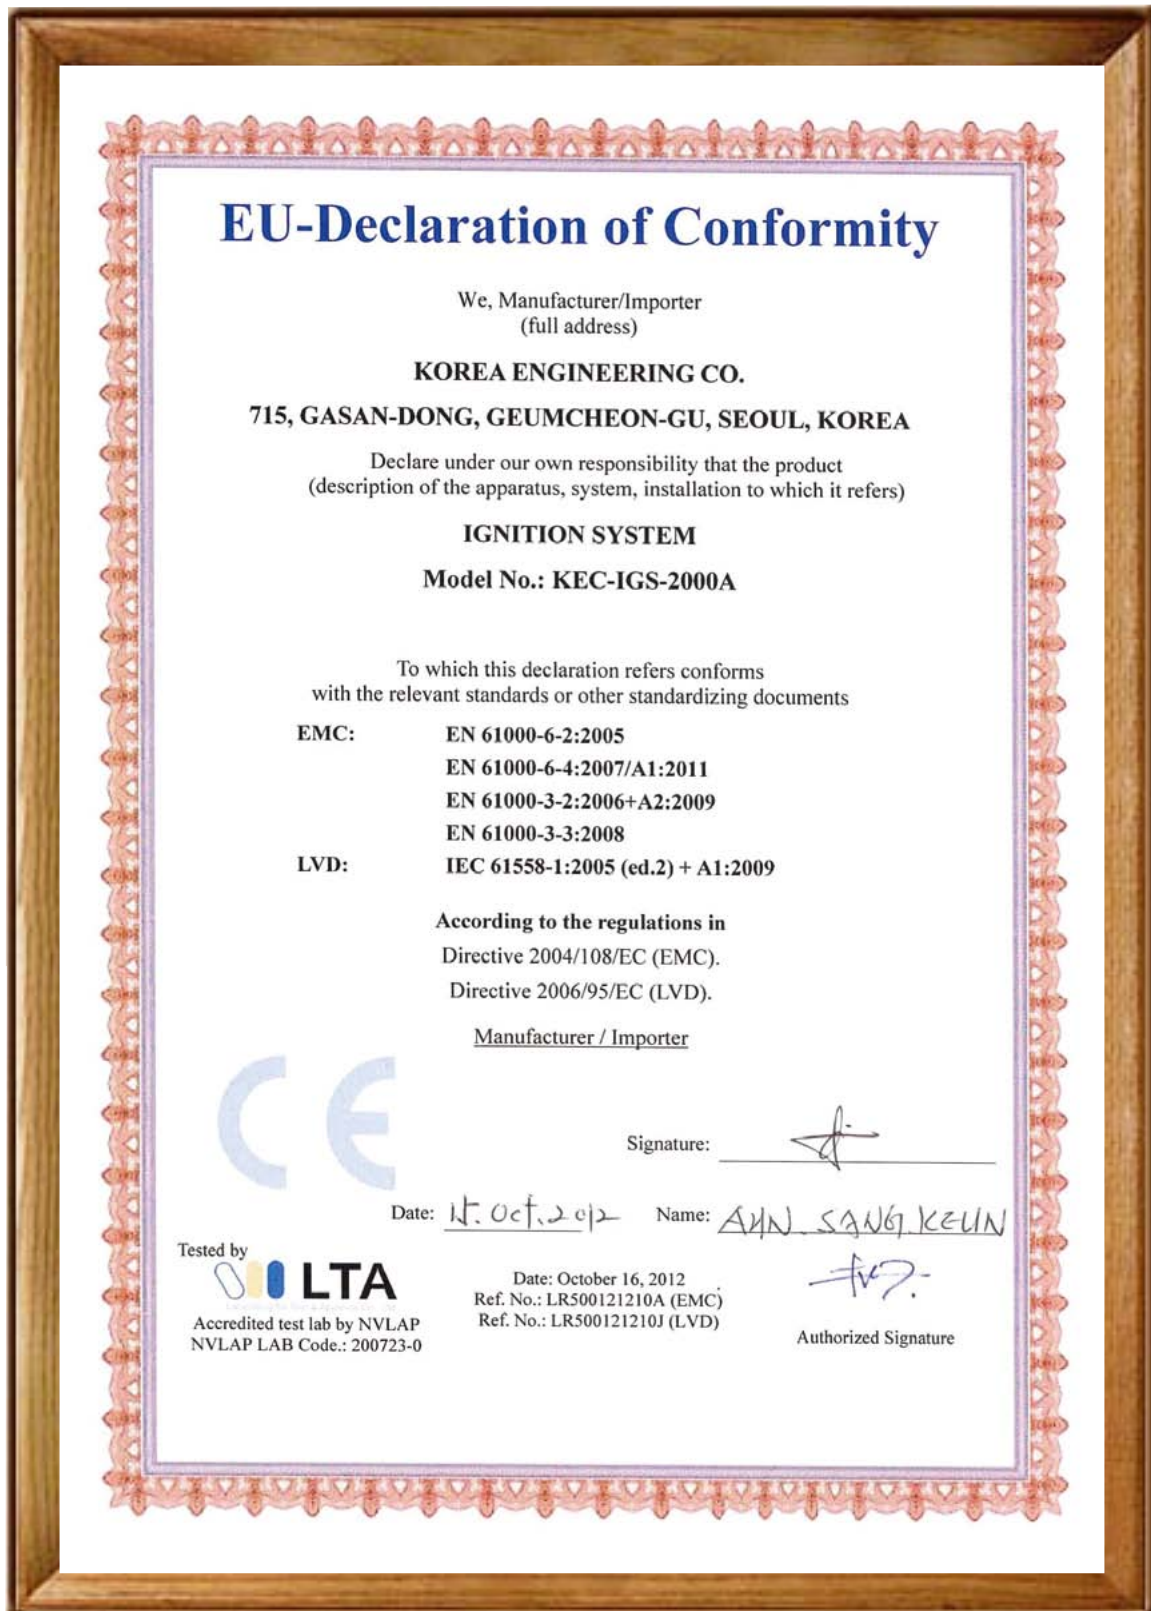 EU-Declaration of Conformity
We, Manufacturer/Importer
(full address)
KOREA ENGINEERING CO.
715, GASAN-DONG, GEUMCHEON-GU, SEOUL, KOREA
Declare under our own responsibility that the product
(description of the apparatus, system, installation to which it refers)
IGNITION SYSTEM
Model No.: KEC-IGS-2000A
To which this declaration refers conforms
with the relevant standards or other standardizing documents
EMC: EN 61000-6-2:2005
EN 61000-6-4:2007/A1:2011
EN 61000-3-2:2006+A2:2009
EN 61000-3-3:2008
LVD: IEC 61558-1:2005 (ed.2) + A1:2009
According to the regulations in
Directive 2004/108/EC (EMC).
Directive 2006/95/EC (LVD).
Manufacturer / Importer
CE
Signature:
Date: 15. Oct. 2012 Name: AHN SANG KEUN
Tested by
LTA
Accredited test lab by NVLAP
NVLAP LAB Code.: 200723-0
Date: October 16, 2012
Ref. No.: LR500121210A (EMC)
Ref. No.: LR500121210J (LVD)
Authorized Signature